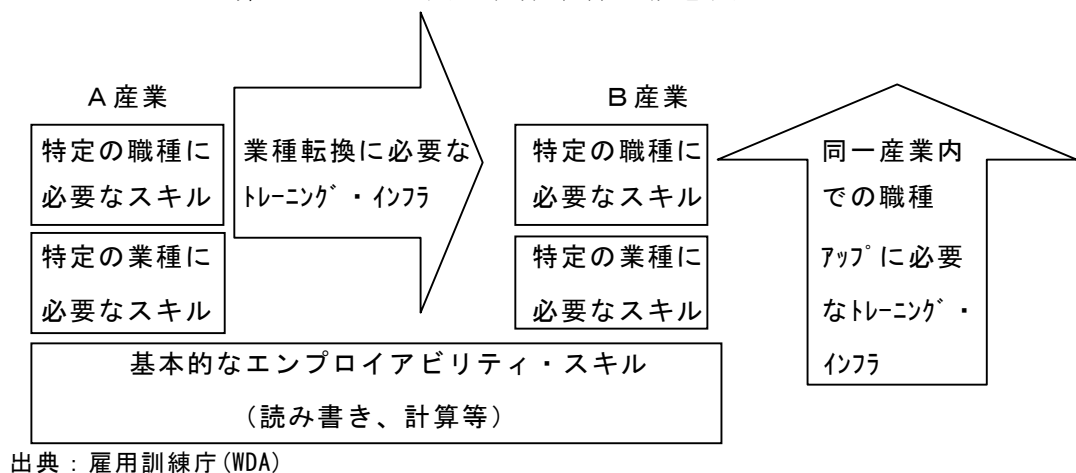 A産業
B産業
特定の職種に
必要なスキル
業種転換に必要な
ﾄﾚｰﾆﾝｸﾞ・ｲﾝﾌﾗ
特定の職種に
必要なスキル
同一産業内
での職種
ｱｯﾌﾟに必要
なﾄﾚｰﾆﾝｸﾞ・
ｲﾝﾌﾗ
特定の業種に
必要なスキル
特定の業種に
必要なスキル
基本的なエンプロイアビリティ・スキル
（読み書き、計算等）
出典：雇用訓練庁(WDA)